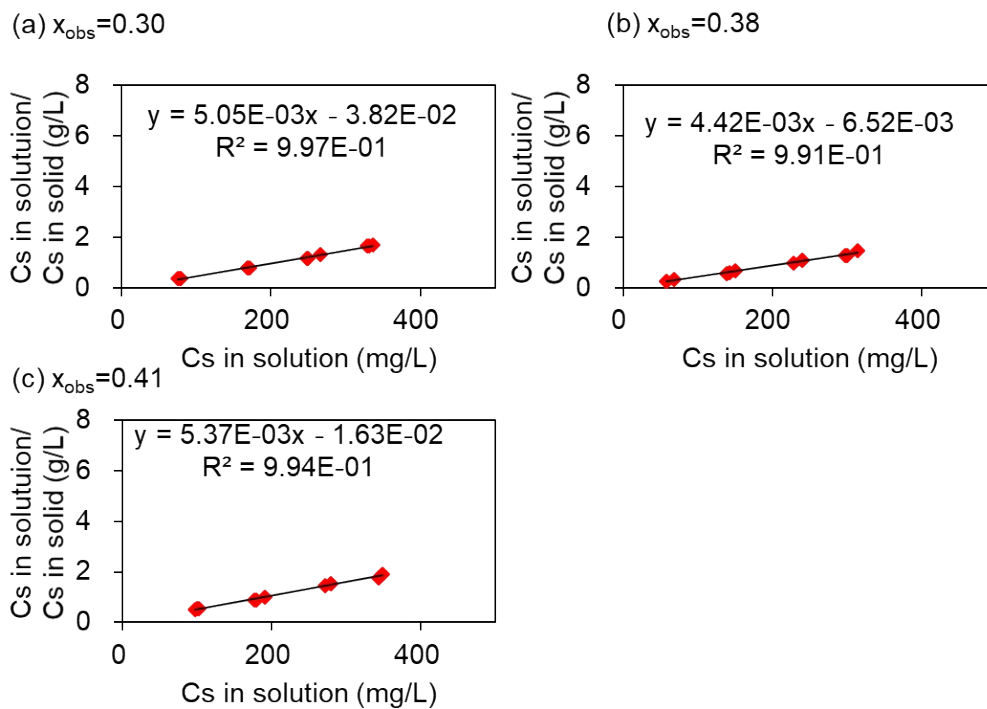 (a) xobs=0.30
Cs in solutuion/
Cs in solid (g/L)
8
6
4
2
0
y = 5.05E-03x - 3.82E-02
R² = 9.97E-01
0 200 400
Cs in solution (mg/L)
(b) xobs=0.38
Cs in solutuion/
Cs in solid (g/L)
8
6
4
2
0
y = 4.42E-03x - 6.52E-03
R² = 9.91E-01
0 200 400
Cs in solution (mg/L)
(c) xobs=0.41
Cs in solutuion/
Cs in solid (g/L)
8
6
4
2
0
y = 5.37E-03x - 1.63E-02
R² = 9.94E-01
0 200 400
Cs in solution (mg/L)